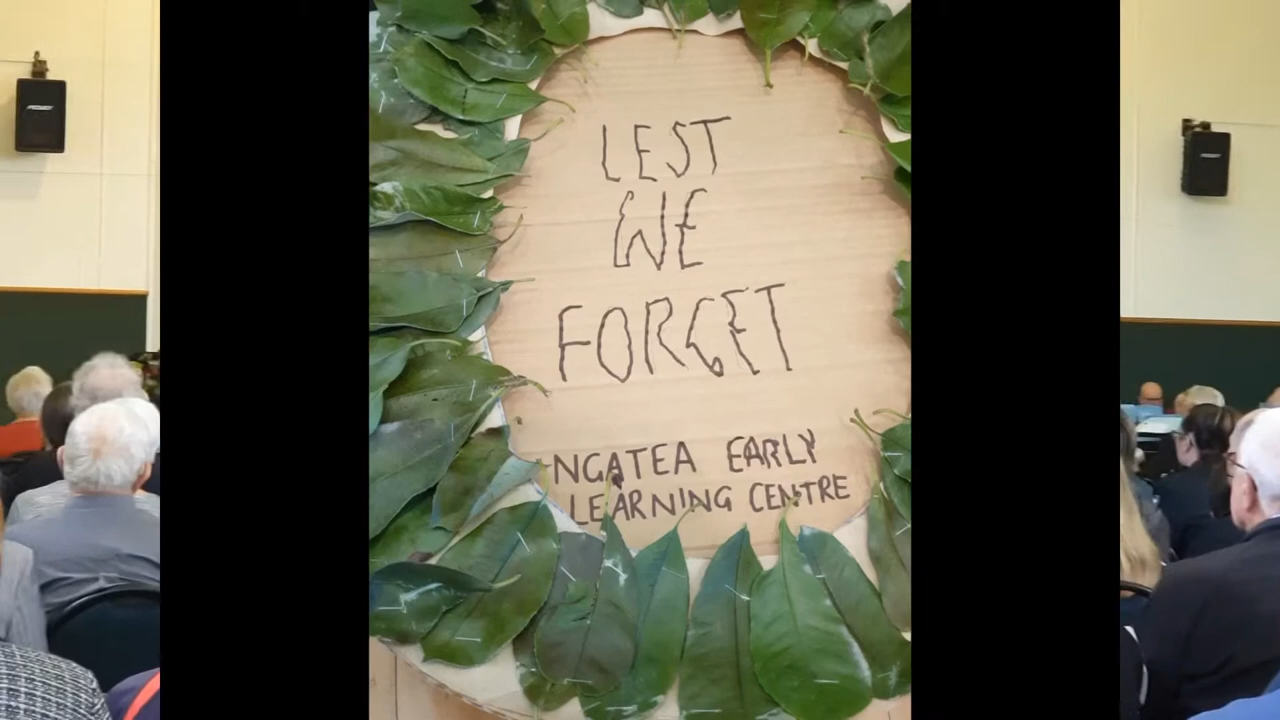 LEST
WE
FORGET
NGATEA EARLY
LEARNING CENTRE